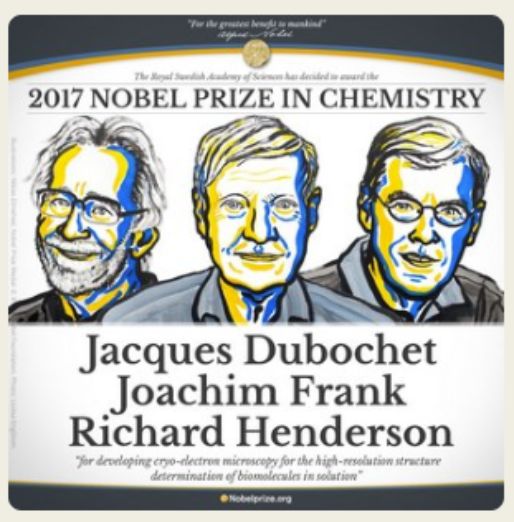 "For the greatest benefit to mankind"
Alfred Nobel
The Royal Swedish Academy of Sciences has decided to award the
2017 NOBEL PRIZE IN CHEMISTRY
Jacques Dubochet
Joachim Frank
Richard Henderson
"for developing cryo-electron microscopy for the high-resolution structure
determination of biomolecules in solution"
Nobelprize.org